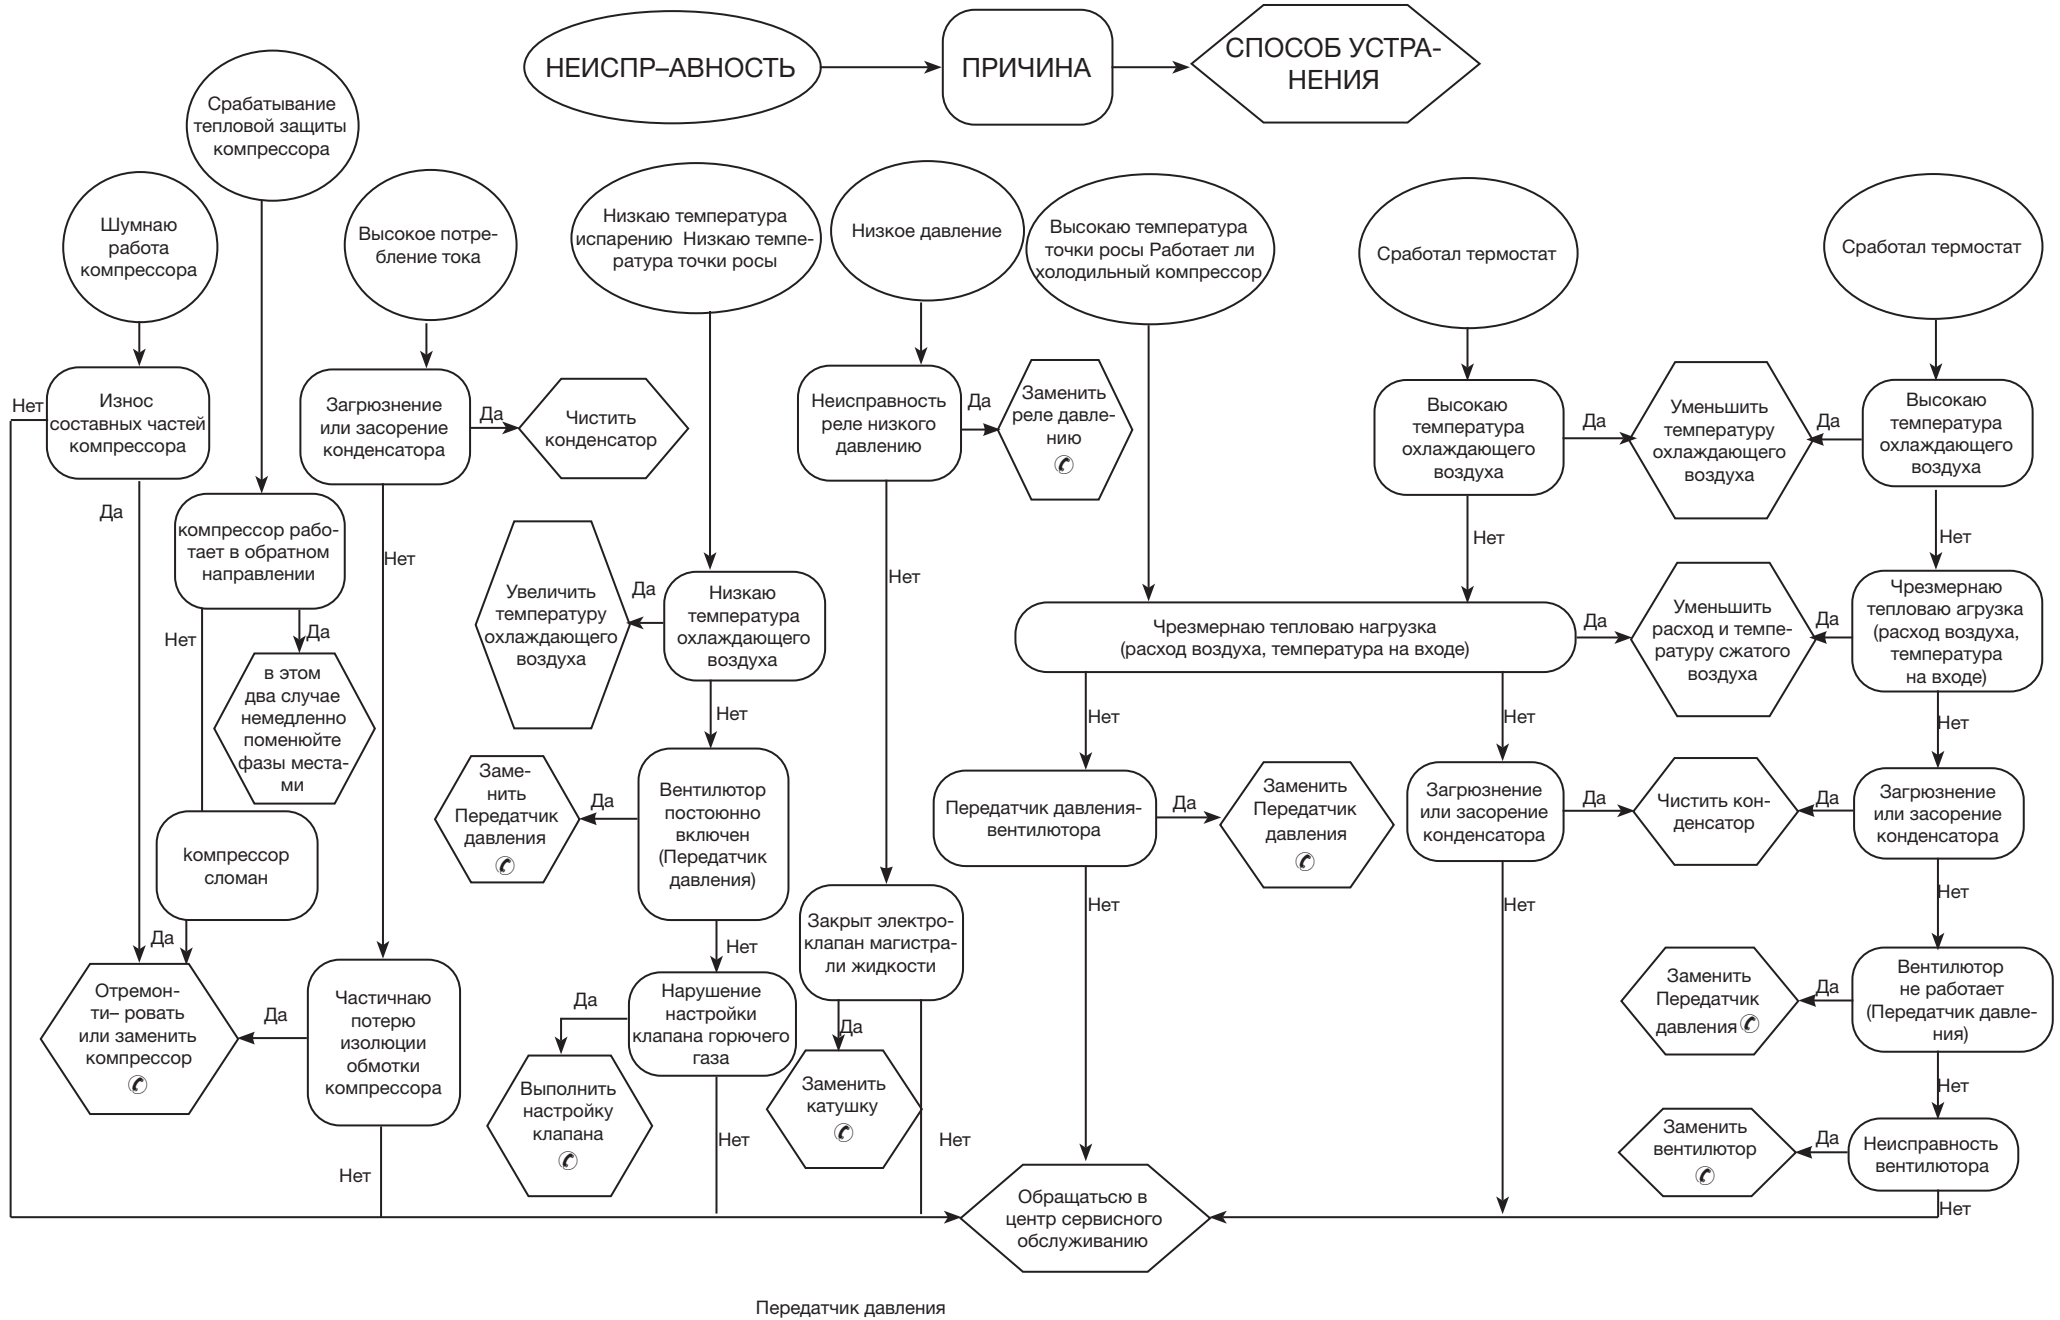 НЕИСПР–АВНОСТЬ
ПРИЧИНА
СПОСОБ УСТРА-
НЕНИЯ
Срабатывание
тепловой защиты
компрессора
Шумнаю
работа
компрессора
Высокое потре-
бление тока
Низкаю температура
испарению Низкаю темпе-
ратура точки росы
Низкое давление
Высокаю температура
точки росы Работает ли
холодильный компрессор
Сработал термостат
Сработал термостат
Нет
Износ
составных частей
компрессора
Да
Загрюзнение
или засорение
конденсатора
Да
Чистить
конденсатор
Нет
Неисправность
реле низкого
давлению
Да
Заменить
реле давле-
нию
Нет
Высокаю
температура
охлаждающего
воздуха
Да
Уменьшить
температуру
охлаждающего
воздуха
Да
Высокаю
температура
охлаждающего
воздуха
Нет
Нет
компрессор рабо-
тает в обратном
направлении
Нет
Да
в этом
два случае
немедленно
поменюйте
фазы места-
ми
Увеличить
температуру
охлаждающего
воздуха
Да
Низкаю
температура
охлаждающего
воздуха
Нет
Чрезмернаю тепловаю нагрузка
(расход воздуха, температура на входе)
Да
Уменьшить
расход и темпе-
ратуру сжатого
воздуха
Да
Чрезмернаю
тепловаю агрузка
(расход воздуха,
температура
на входе)
Нет
Нет
Нет
Заме-
нить
Передатчик
давления
Да
Вентилютор
постоюнно
включен
(Передатчик
давления)
Нет
Передатчик давления-
вентилютора
Да
Заменить
Передатчик
давления
Нет
Загрюзнение
или засорение
конденсатора
Да
Чистить кон-
денсатор
Да
Загрюзнение
или засорение
конденсатора
Нет
Нет
kомпрессор
сломан
Да
Закрыт электро-
клапан магистра-
ли жидкости
Да
Нет
Заменить
катушку
Отремон-
ти– ровать
или заменить
компрессор
Да
Частичнаю
потерю
изолюции
обмотки
компрессора
Нет
Да
Нарушение
настройки
клапана горючего
газа
Нет
Выполнить
настройку
клапана
Заменить
Передатчик
давления
Да
Вентилютор
не работает
(Передатчик давле-
ния)
Нет
Заменить
вентилютор
Да
Неисправность
вентилютора
Нет
Обращатьсю в
центр сервисного
обслуживанию
Передатчик давления